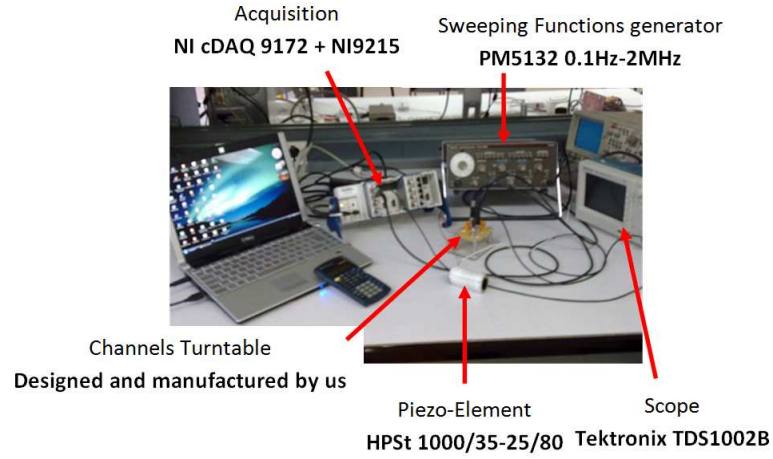 Acquisition
NI cDAQ 9172 + NI9215
Sweeping Functions generator
PM5132 0.1Hz-2MHz
Channels Turntable
Designed and manufactured by us
Piezo-Element
HPSt 1000/35-25/80
Scope
Tektronix TDS1002B